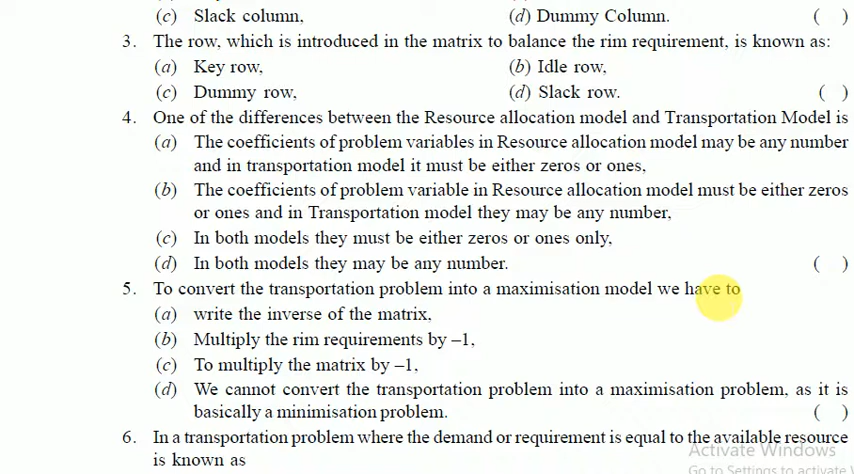 (c) Slack column, (d) Dummy Column. ( )
3. The row, which is introduced in the matrix to balance the rim requirement, is known as:
(a) Key row, (b) Idle row,
(c) Dummy row, (d) Slack row. ( )
4. One of the differences between the Resource allocation model and Transportation Model is
(a) The coefficients of problem variables in Resource allocation model may be any number
and in transportation model it must be either zeros or ones,
(b) The coefficients of problem variable in Resource allocation model must be either zeros
or ones and in Transportation model they may be any number,
(c) In both models they must be either zeros or ones only,
(d) In both models they may be any number. ( )
5. To convert the transportation problem into a maximisation model we have to
(a) write the inverse of the matrix,
(b) Multiply the rim requirements by –1,
(c) To multiply the matrix by –1,
(d) We cannot convert the transportation problem into a maximisation problem, as it is
basically a minimisation problem. ( )
6. In a transportation problem where the demand or requirement is equal to the available resource
is known as
Activate Windows
Go to Settings to activate